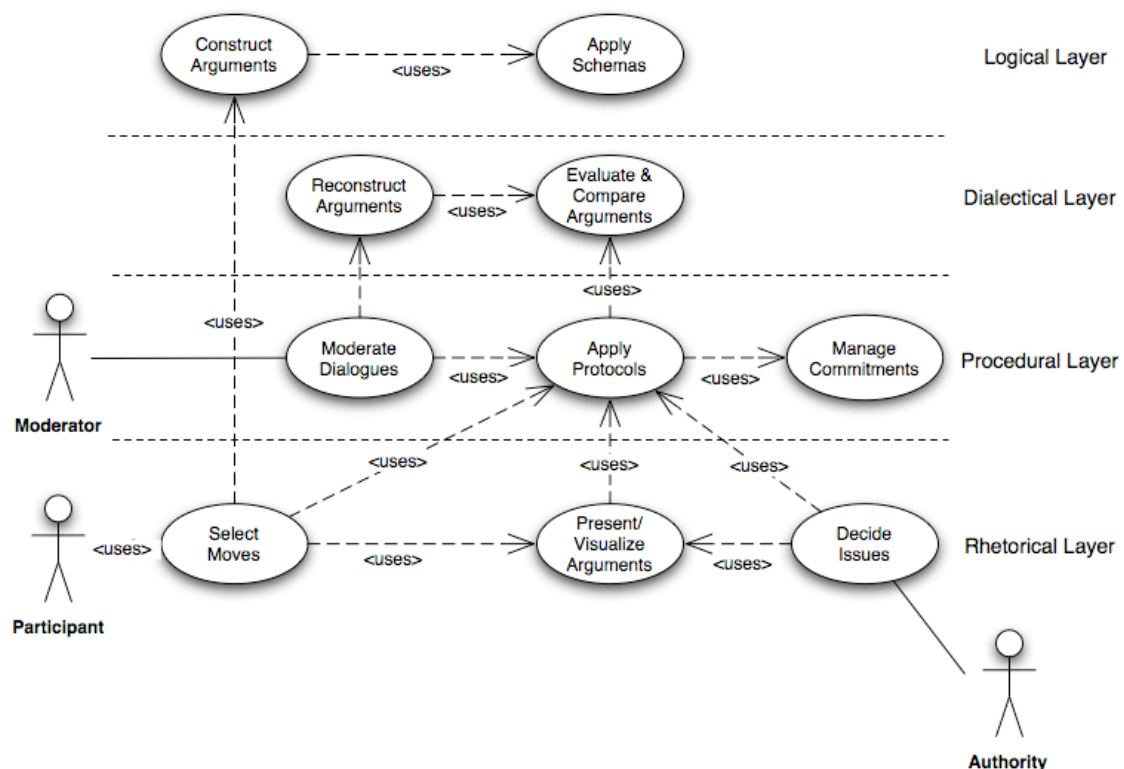 Construct
Arguments
<uses>
Apply
Schemas
Logical Layer
Reconstruct
Arguments
<uses>
Evaluate &
Compare
Arguments
Dialectical Layer
<uses>
<uses>
Moderator
Moderate
Dialogues
<uses>
Apply
Protocols
<uses>
Manage
Commitments
Procedural Layer
<uses>
<uses>
<uses>
Participant
<uses>
Select
Moves
<uses>
Present/
Visualize
Arguments
<uses>
Decide
Issues
Rhetorical Layer
Authority